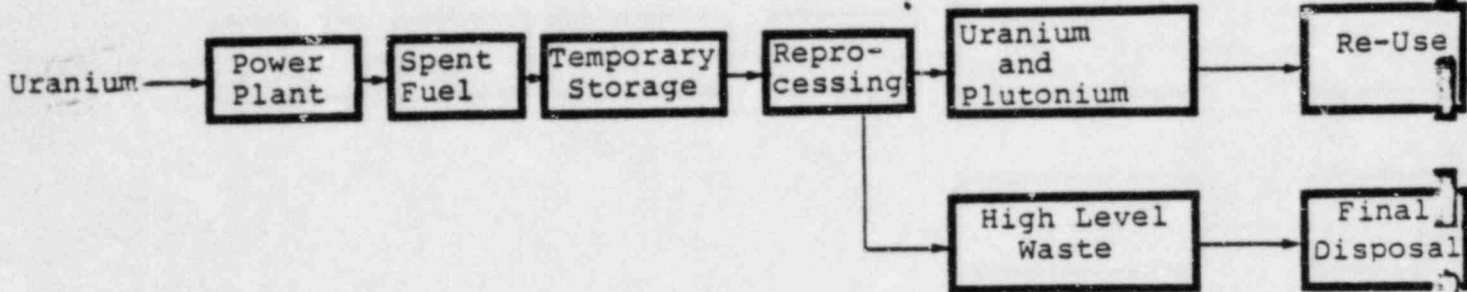 Uranium
Power
Plant
Spent
Fuel
Temporary
Storage
Repro-
cessing
Uranium
and
Plutonium
Re-Use
High Level
Waste
Final
Disposal